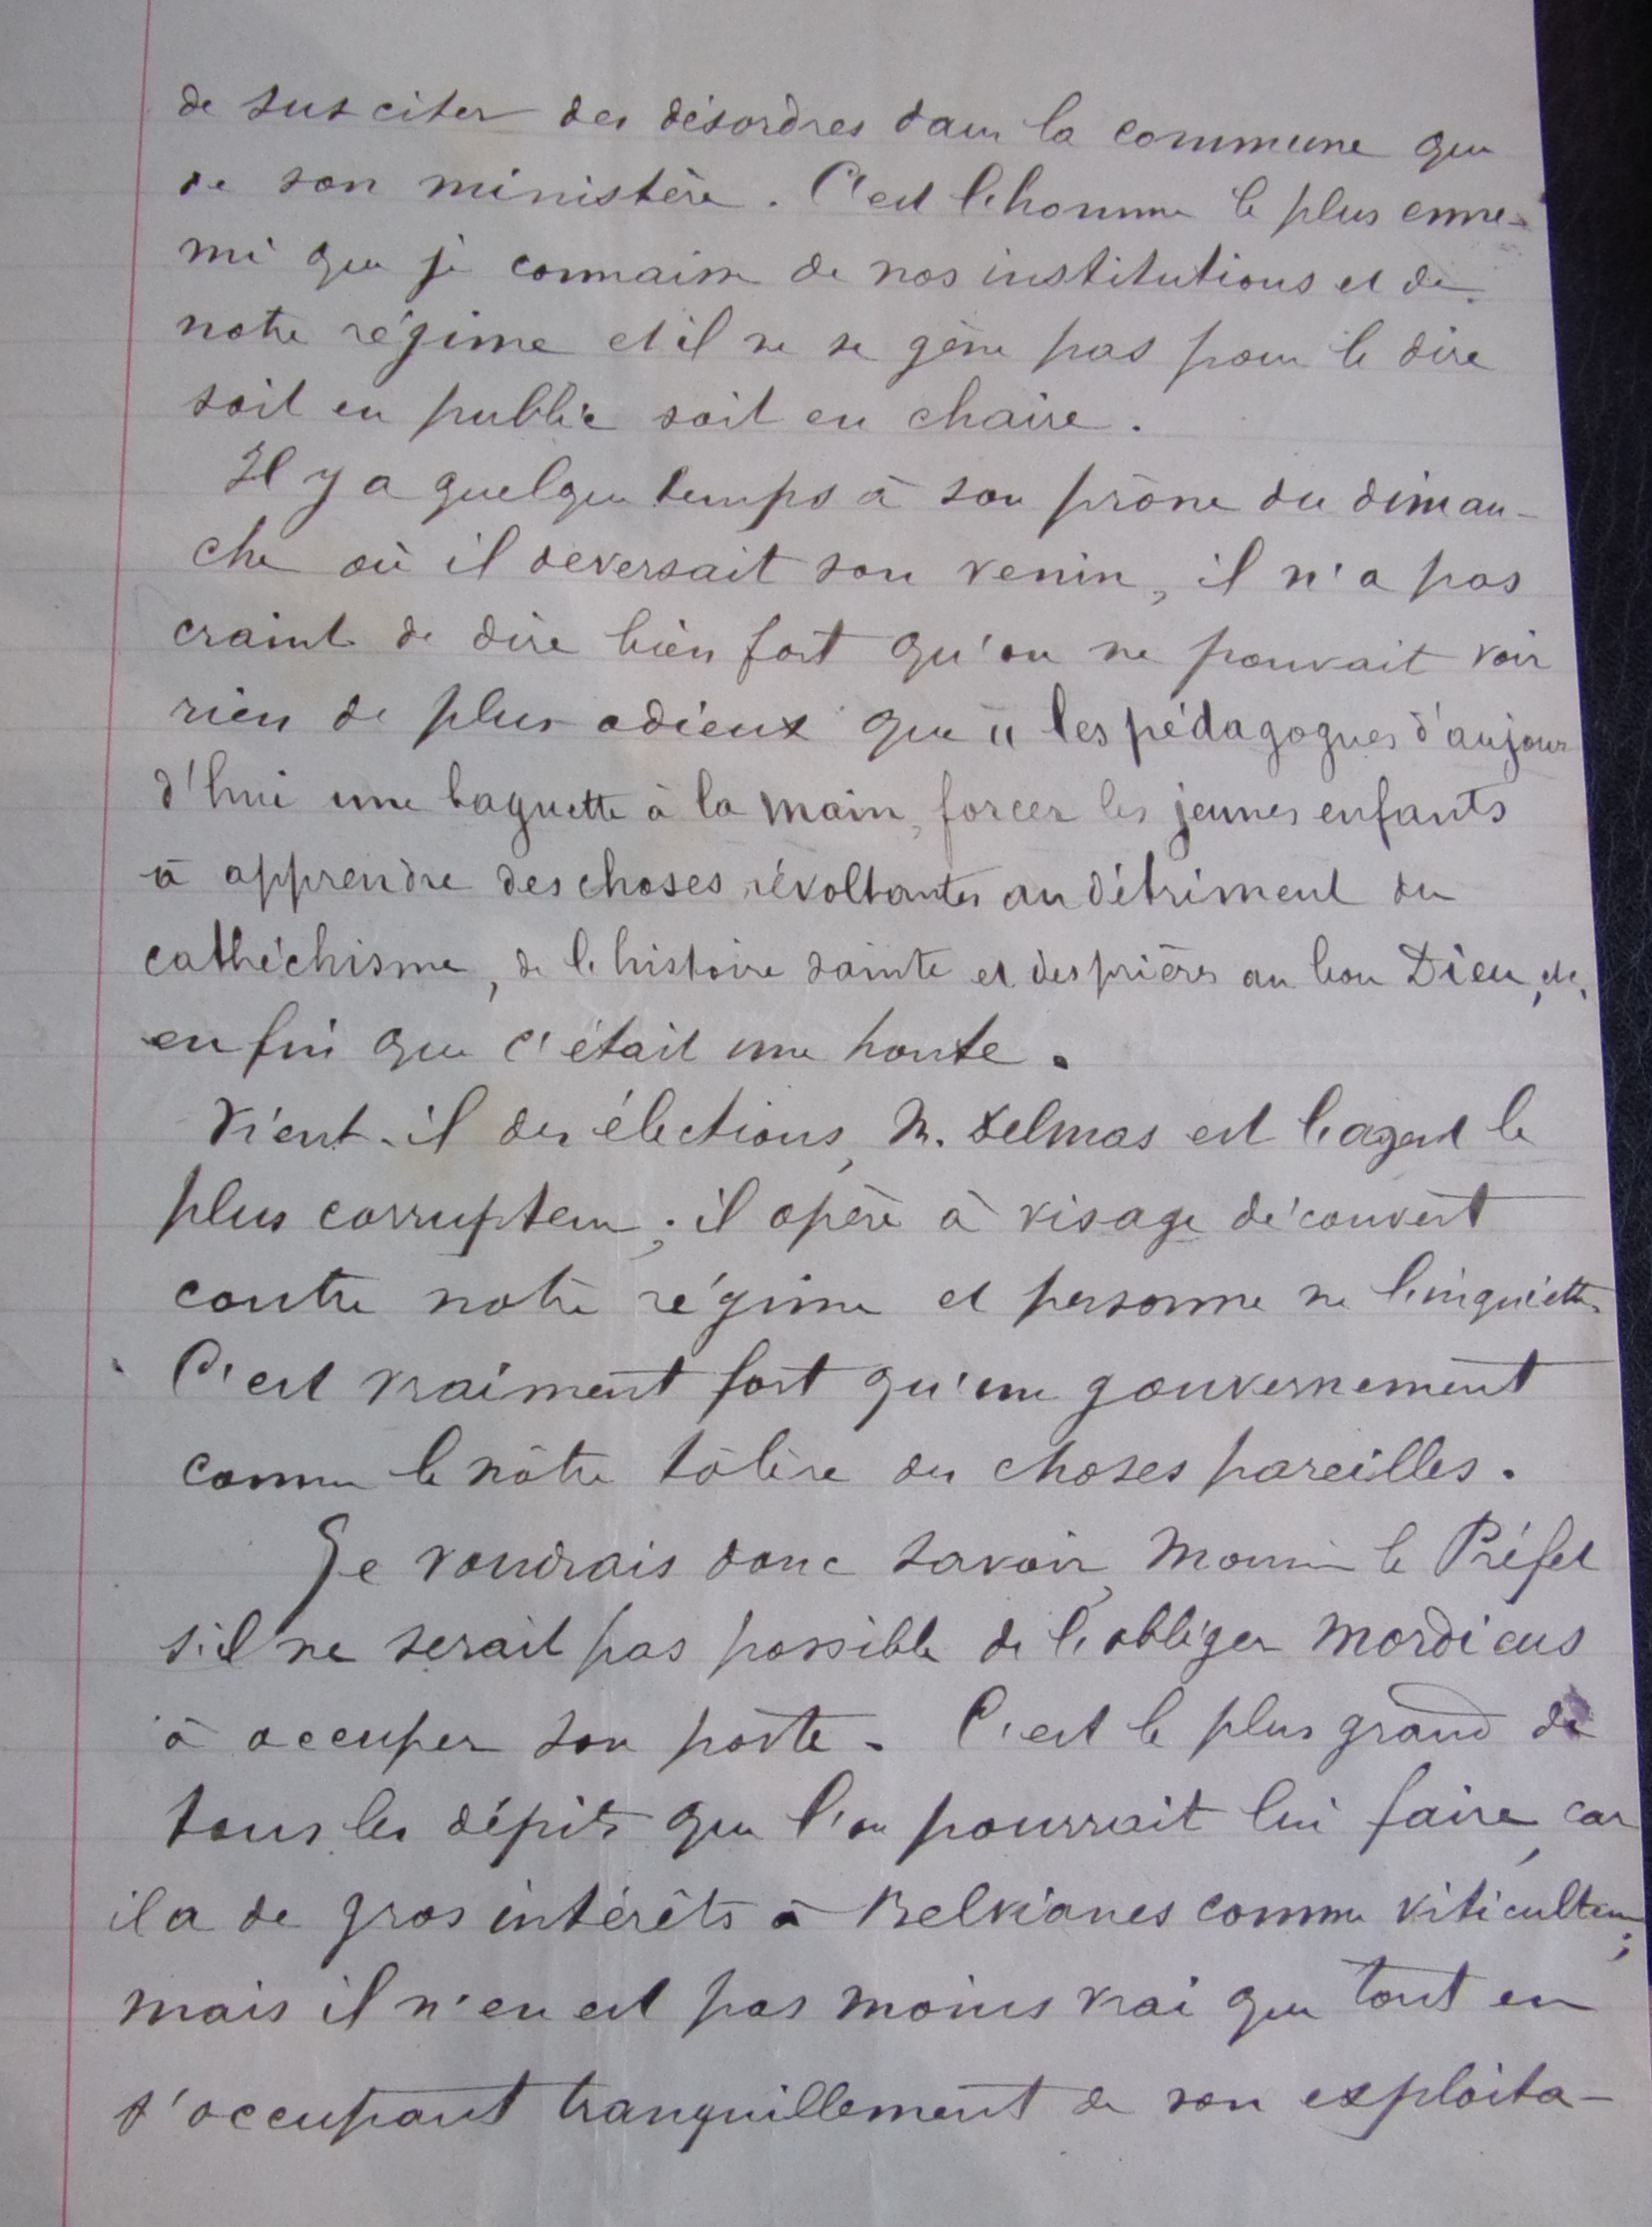 de susciter des désordres dans la commune que
de son ministère. C'est l'homme le plus enne-
mi que je connaisse de nos institutions et de
notre régime et il ne se gêne pas pour le dire
soit en public soit en chaire.
Il y a quelque temps à son prône du diman-
che où il déversait son venin, il n'a pas
craint de dire bien fort qu'on ne pouvait voir
rien de plus odieux que " les pédagogues d'aujour
d'hui une baguette à la main, forcer les jeunes enfants
à apprendre des choses révoltantes au détriment du
cathéchisme, de l'histoire sainte et des prières au bon Dieu, etc,
enfin que c'était une honte.
Vient-il des élections, M. Delmas est l'agent le
plus corrupteur ; il opère à visage découvert
contre notre régime et personne ne l'inquiette.
C'est vraiment fort qu'un gouvernement
comme le nôtre tolère des choses pareilles.
Je voudrais donc savoir, Monsieur le Préfet
s'il ne serait pas possible de l'obliger mordicus
à occuper son poste. C'est le plus grand de
tous les dépits que l'on pourrait lui faire, car
il a de gros intérêts à Belvianes comme viticulteur ;
mais il n'en est pas moins vrai que tout en
s'occupant tranquillement de son exploita-